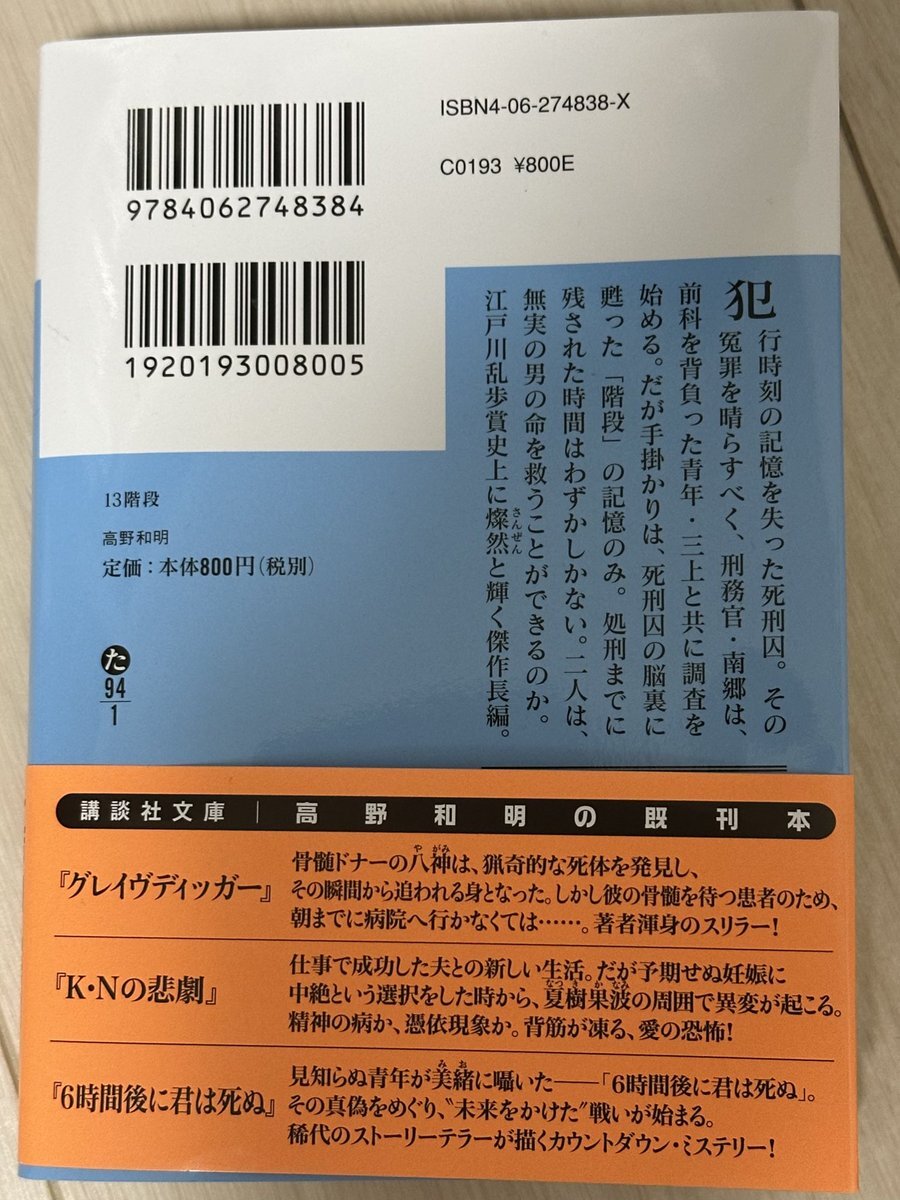 ISBN4-06-274838-X
C0193 ¥800E
9784062748384
1920193008005
犯行時刻の記憶を失った死刑囚。その
冤罪を晴らすべく、刑務官・南郷は、
前科を背負った青年・三上と共に調査を
始める。だが手掛かりは、死刑囚の脳裏に
甦った「階段」の記憶のみ。処刑までに
残された時間はわずかしかない。二人は、
無実の男の命を救うことができるのか。
江戸川乱歩賞史上に燦然と輝く傑作長編。
さんぜん
13階段
高野和明
定価:本体800円(税別)
た
94
1
講談社文庫|高野和明の既刊本
『グレイヴディッガー』
やがみ
骨髄ドナーの八神は、猟奇的な死体を発見し、
その瞬間から追われる身となった。しかし彼の骨髄を待つ患者のため、
朝までに病院へ行かなくては……。著者渾身のスリラー!
『K・Nの悲劇』
仕事で成功した夫との新しい生活。だが予期せぬ妊娠に
なつきかなみ
中絶という選択をした時から、夏樹果波の周囲で異変が起こる。
精神の病か、憑依現象か。背筋が凍る、愛の恐怖!
『6時間後に君は死ぬ』
みお
見知らぬ青年が美緒に囁いた――「6時間後に君は死ぬ」。
その真偽をめぐり、〝未来をかけた〟戦いが始まる。
稀代のストーリーテラーが描くカウントダウン・ミステリー!